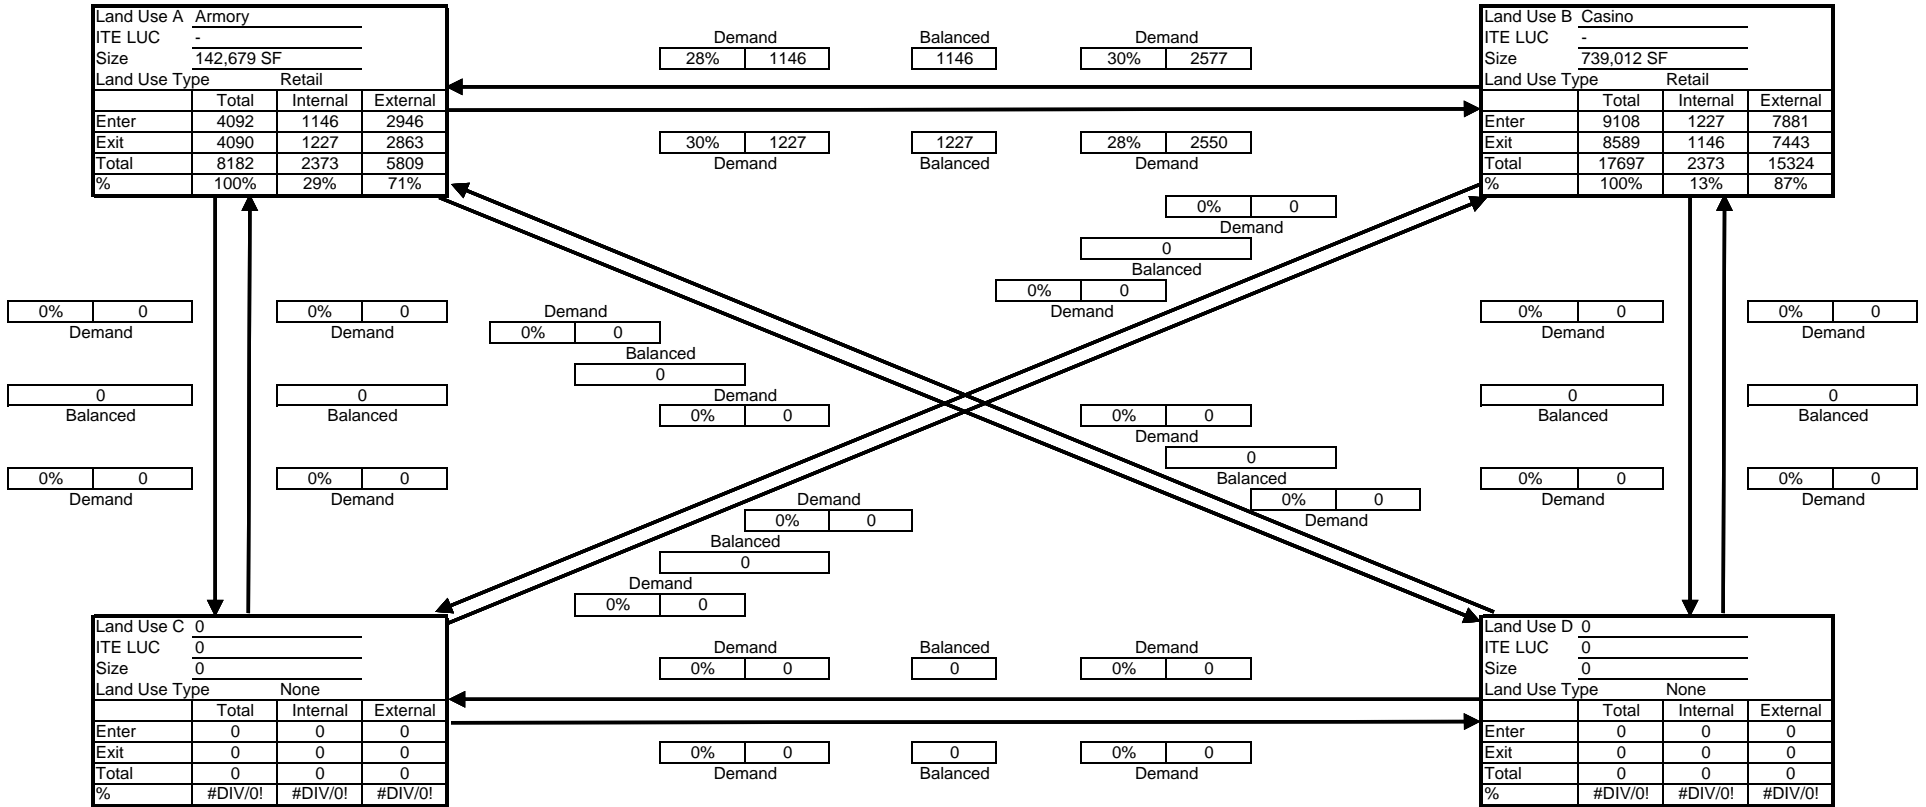 Land Use A Armory
ITE LUC -
Size 142,679 SF
Land Use Type Retail
Total Internal External
Enter 4092 1146 2946
Exit 4090 1227 2863
Total 8182 2373 5809
% 100% 29% 71%
Demand Balanced Demand
28% 1146 1146 30% 2577
30% 1227 1227 28% 2550
Demand Balanced Demand
Land Use B Casino
ITE LUC -
Size 739,012 SF
Land Use Type Retail
Total Internal External
Enter 9108 1227 7881
Exit 8589 1146 7443
Total 17697 2373 15324
% 100% 13% 87%
0% 0
Demand
0
Balanced
0% 0
Demand
0% 0
Demand
0
Balanced
0% 0
Demand
0% 0
Demand
0
Balanced
0% 0
Demand
Demand
0% 0
Balanced
0
Demand
0% 0
0% 0
Demand
0
Balanced
0% 0
Demand
0% 0
Demand
0
Balanced
0% 0
Demand
0% 0
Demand
0
Balanced
0% 0
Demand
Demand
0% 0
Balanced
0
Demand
0% 0
Land Use C 0
ITE LUC 0
Size 0
Land Use Type None
Total Internal External
Enter 0 0 0
Exit 0 0 0
Total 0 0 0
% #DIV/0! #DIV/0! #DIV/0!
Demand Balanced Demand
0% 0 0 0% 0
0% 0 0 0% 0
Demand Balanced Demand
Land Use D 0
ITE LUC 0
Size 0
Land Use Type None
Total Internal External
Enter 0 0 0
Exit 0 0 0
Total 0 0 0
% #DIV/0! #DIV/0! #DIV/0!